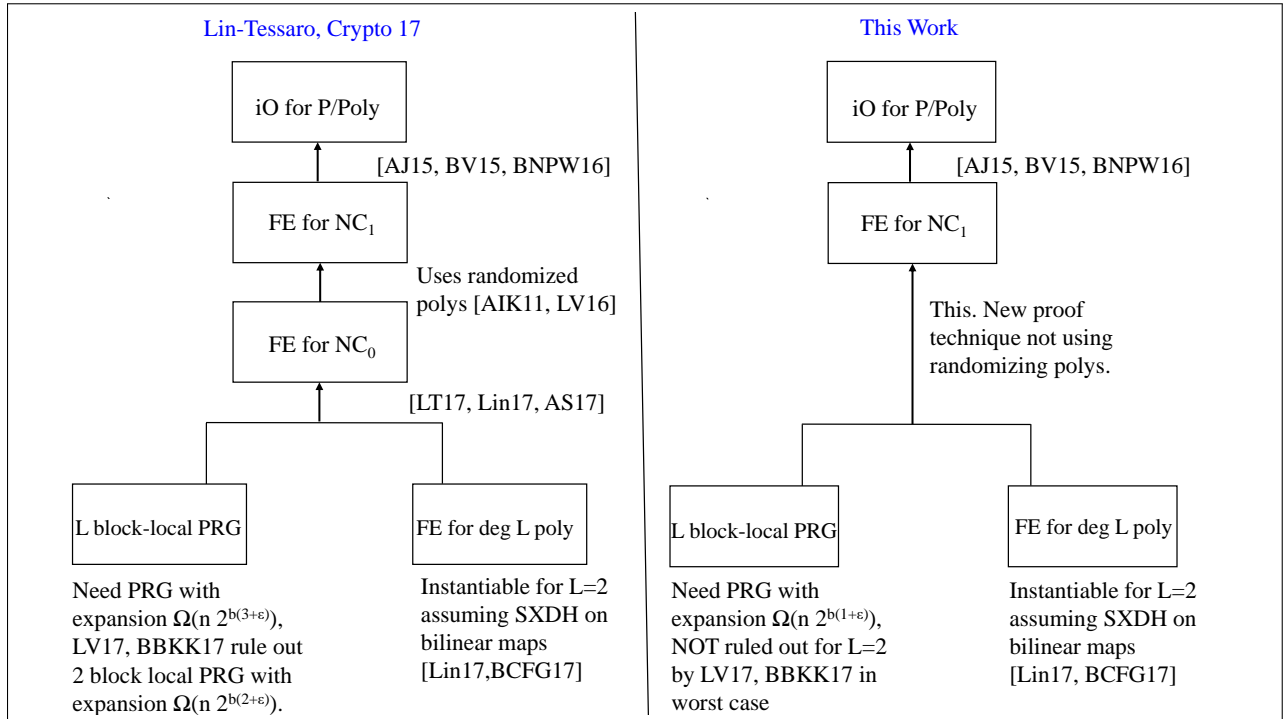 Lin-Tessaro, Crypto 17
iO for P/Poly
[AJ15, BV15, BNPW16]
FE for NC₁
Uses randomized
polys [AIK11, LV16]
FE for NC₀
[LT17, Lin17, AS17]
L block-local PRG
FE for deg L poly
Need PRG with
expansion Ω(n 2^{b(3+ε)}),
LV17, BBKK17 rule out
2 block local PRG with
expansion Ω(n 2^{b(2+ε)}).
Instantiable for L=2
assuming SXDH on
bilinear maps
[Lin17,BCFG17]
This Work
iO for P/Poly
[AJ15, BV15, BNPW16]
FE for NC₁
This. New proof
technique not using
randomizing polys.
L block-local PRG
FE for deg L poly
Need PRG with
expansion Ω(n 2^{b(1+ε)}),
NOT ruled out for L=2
by LV17, BBKK17 in
worst case
Instantiable for L=2
assuming SXDH on
bilinear maps
[Lin17, BCFG17]